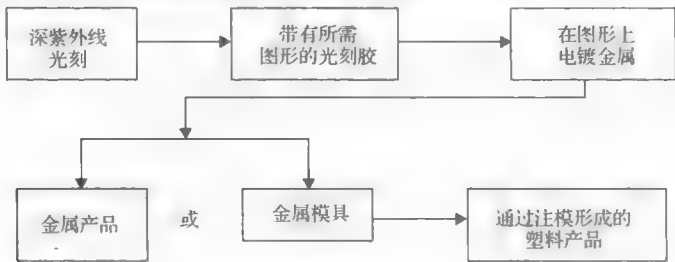 深紫外线
光刻
带有所需
图形的光刻胶
在图形上
电镀金属
金属产品
或
金属模具
通过注模形成的
塑料产品